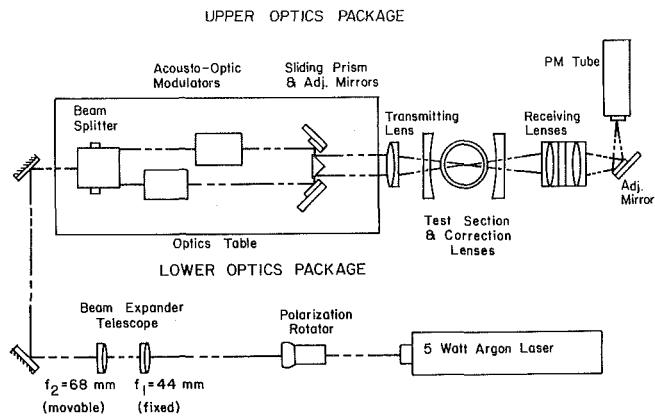 UPPER OPTICS PACKAGE
PM Tube
Acousto-Optic
Modulators
Sliding Prism
& Adj. Mirrors
Beam
Splitter
Transmitting
Lens
Receiving
Lenses
Adj.
Mirror
Test Section
& Correction
Lenses
Optics Table
LOWER OPTICS PACKAGE
Beam Expander
Telescope
Polarization
Rotator
5 Watt Argon Laser
f2=68 mm
(movable)
f1=44 mm
(fixed)